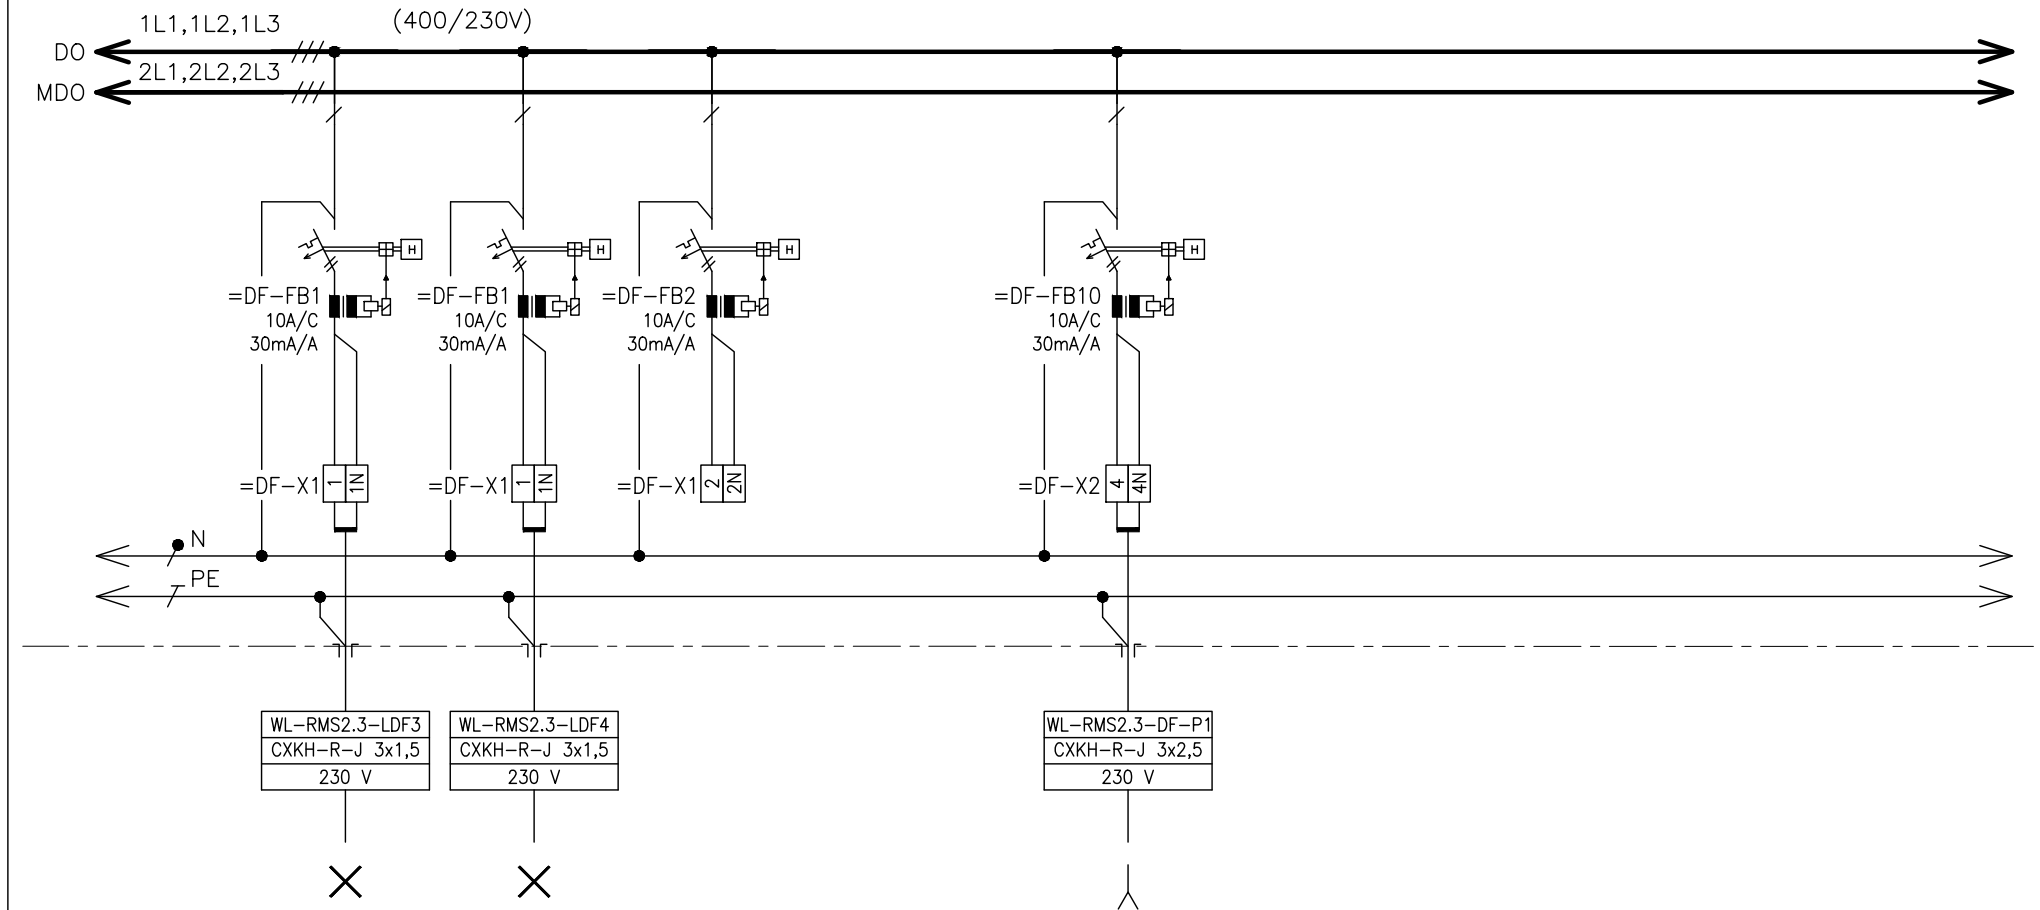 1L1,1L2,1L3
(400/230V)
DO
2L1,2L2,2L3
MDO
H
H
H
H
=DF-FB1
10A/C
30mA/A
=DF-FB1
10A/C
30mA/A
=DF-FB2
10A/C
30mA/A
=DF-FB10
10A/C
30mA/A
=DF-X1
1
1N
=DF-X1
1
1N
=DF-X1
2
2N
=DF-X2
4
4N
N
PE
WL-RMS2.3-LDF3
CXKH-R-J 3x1,5
230 V
WL-RMS2.3-LDF4
CXKH-R-J 3x1,5
230 V
WL-RMS2.3-DF-P1
CXKH-R-J 3x2,5
230 V